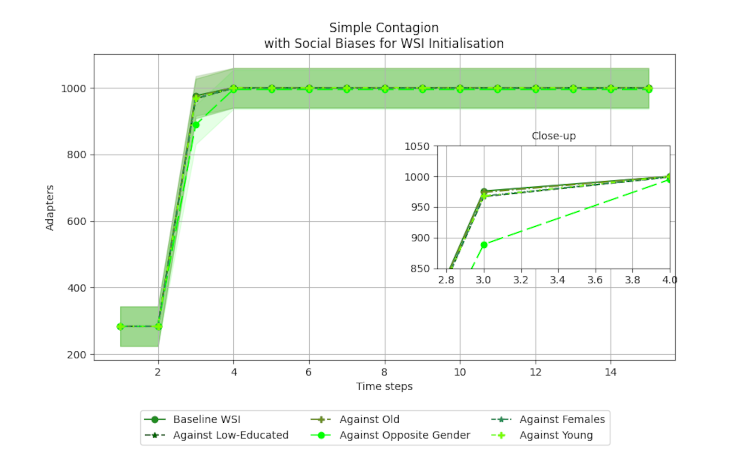 Simple Contagion
with Social Biases for WSI Initialisation
Adapters
1000
800
600
400
200
Close-up
1050
1000
950
900
850
2.8 3.0 3.2 3.4 3.6 3.8 4.0
2 4 6 8 10 12 14
Time steps
Baseline WSI Against Old Against Females
Against Low-Educated Against Opposite Gender Against Young